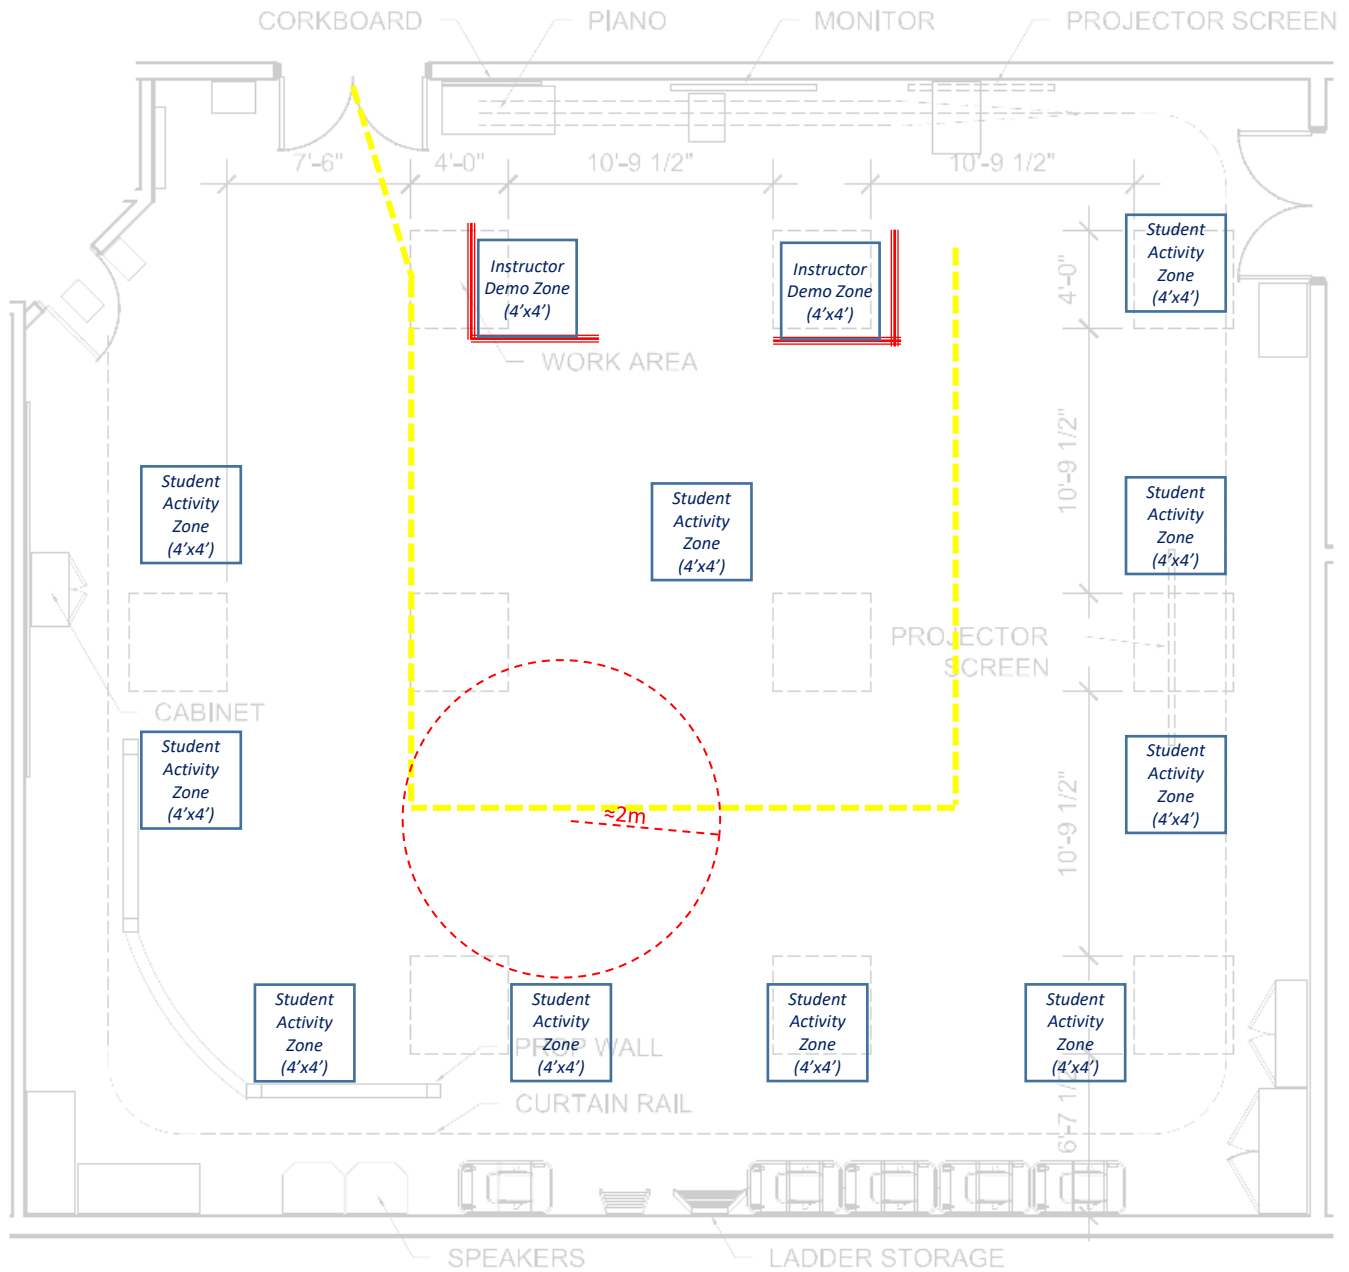 CORKBOARD
PIANO
MONITOR
PROJECTOR SCREEN
7'-6"
4'-0"
10'-9 1/2"
10'-9 1/2"
Instructor
Demo Zone
(4’x4’)
Instructor
Demo Zone
(4’x4’)
Student
Activity
Zone
(4’x4’)
4'-0"
WORK AREA
10'-9 1/2"
Student
Activity
Zone
(4’x4’)
Student
Activity
Zone
(4’x4’)
Student
Activity
Zone
(4’x4’)
PROJECTOR
SCREEN
CABINET
Student
Activity
Zone
(4’x4’)
≈2m
Student
Activity
Zone
(4’x4’)
10'-9 1/2"
Student
Activity
Zone
(4’x4’)
Student
Activity
Zone
(4’x4’)
Student
Activity
Zone
(4’x4’)
Student
Activity
Zone
(4’x4’)
PROP WALL
CURTAIN RAIL
6'-7 1/2"
SPEAKERS
LADDER STORAGE